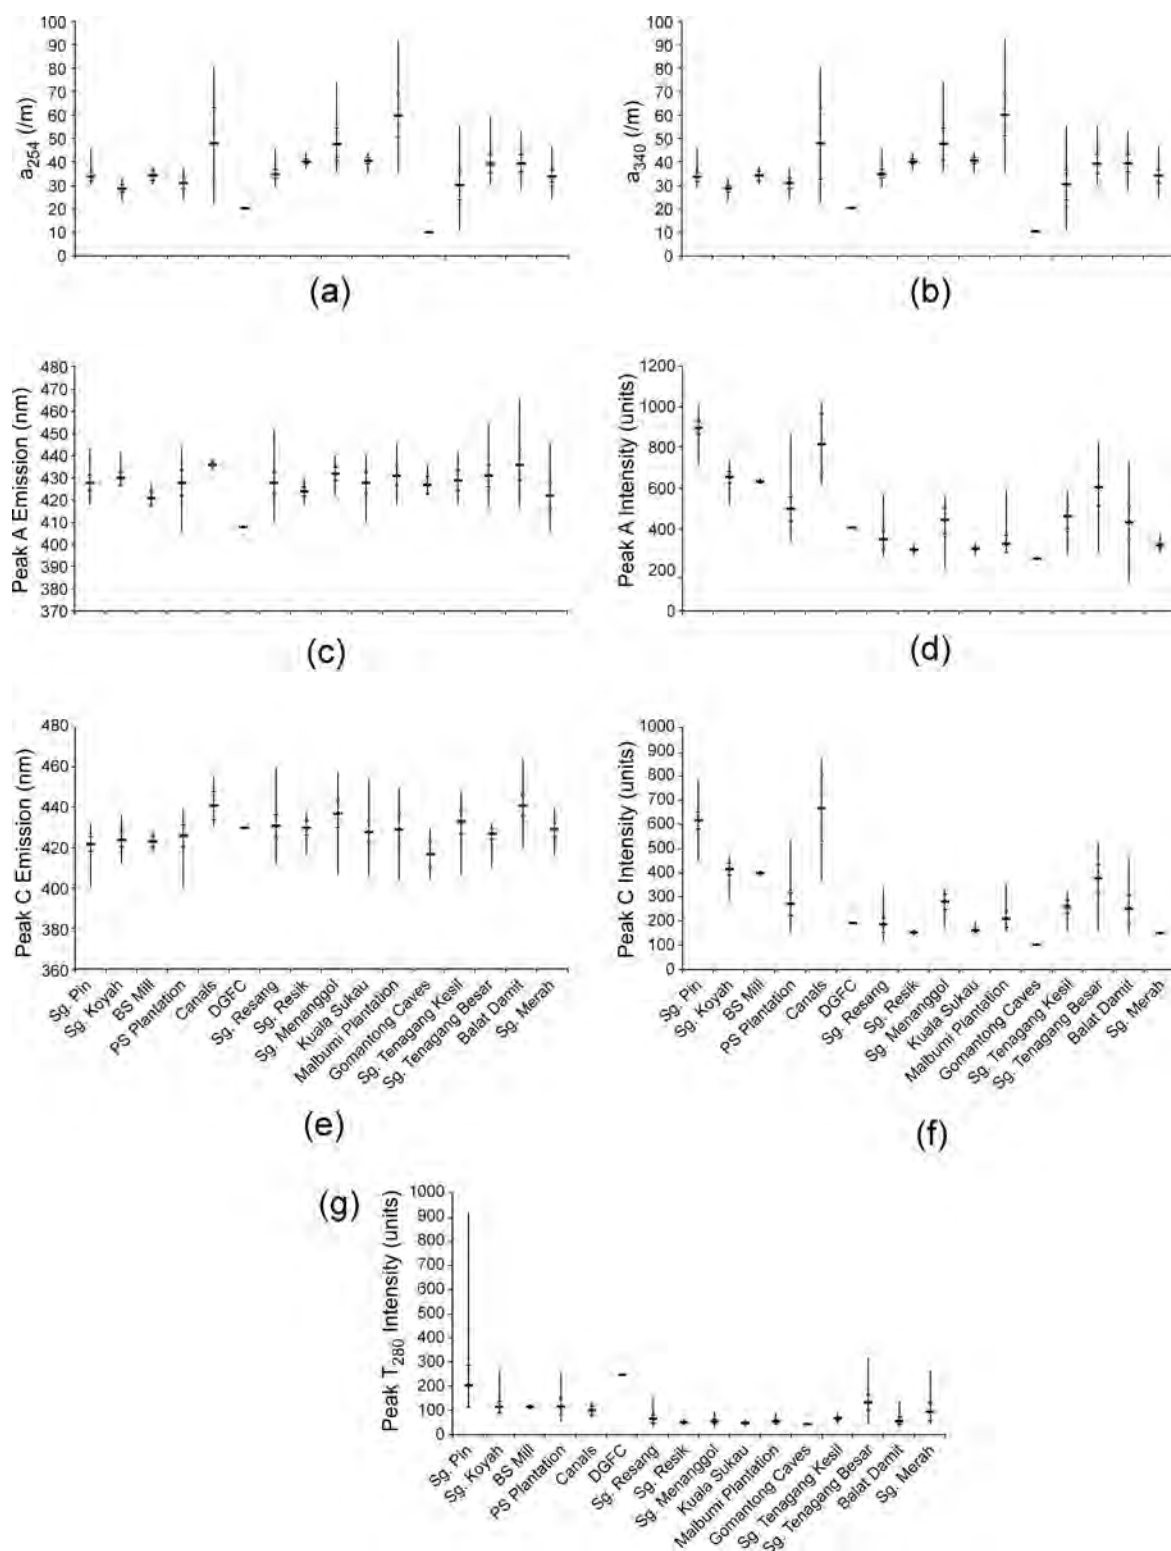 100
90
80
70
60
50
40
30
20
10
0
a254 (/m)
(a)
100
90
80
70
60
50
40
30
20
10
0
a340 (/m)
(b)
480
470
460
450
440
430
420
410
400
390
380
370
Peak A Emission (nm)
(c)
1200
1000
800
600
400
200
0
Peak A Intensity (units)
(d)
480
460
440
420
400
380
360
Peak C Emission (nm)
Sg. Pin
Sg. Koyah
BS Mill
PS Plantation
Canals
DGFC
Sg. Resang
Sg. Resik
Sg. Menanggol
Kuala Sukau
Malbumi Plantation
Gomantong Caves
Sg. Tenagang Kesil
Sg. Tenagang Besar
Balat Damit
Sg. Merah
(e)
1000
900
800
700
600
500
400
300
200
100
0
Peak C Intensity (units)
Sg. Pin
Sg. Koyah
BS Mill
PS Plantation
Canals
DGFC
Sg. Resang
Sg. Resik
Sg. Menanggol
Kuala Sukau
Malbumi Plantation
Gomantong Caves
Sg. Tenagang Kesil
Sg. Tenagang Besar
Balat Damit
Sg. Merah
(f)
(g)
1000
900
800
700
600
500
400
300
200
100
0
Peak T280 Intensity (units)
Sg. Pin
Sg. Koyah
BS Mill
PS Plantation
Canals
DGFC
Sg. Resang
Sg. Resik
Sg. Menanggol
Kuala Sukau
Malbumi Plantation
Gomantong Caves
Sg. Tenagang Kesil
Sg. Tenagang Besar
Balat Damit
Sg. Merah